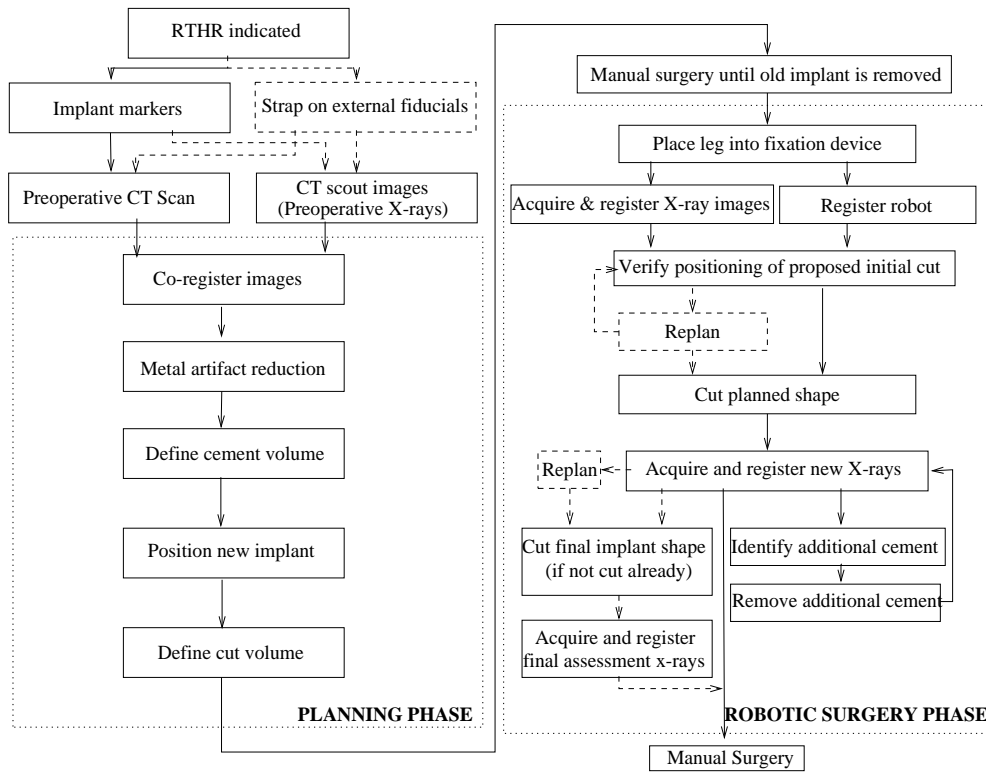 RTHR indicated
Implant markers
Strap on external fiducials
Preoperative CT Scan
CT scout images
(Preoperative X-rays)
Co-register images
Metal artifact reduction
Define cement volume
Position new implant
Define cut volume
PLANNING PHASE
Manual surgery until old implant is removed
Place leg into fixation device
Acquire & register X-ray images
Register robot
Verify positioning of proposed initial cut
Replan
Cut planned shape
Replan
Acquire and register new X-rays
Cut final implant shape
(if not cut already)
Identify additional cement
Remove additional cement
Acquire and register
final assessment x-rays
ROBOTIC SURGERY PHASE
Manual Surgery